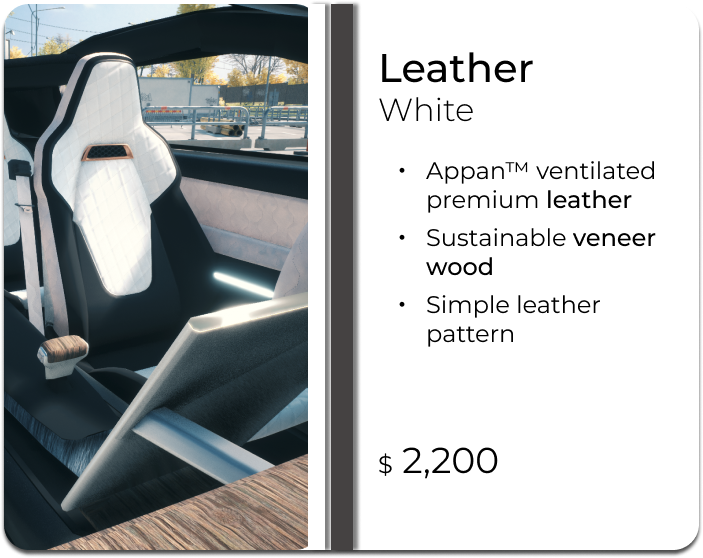 Leather
White
• Appan™ ventilated
premium leather
• Sustainable veneer
wood
• Simple leather
pattern
$ 2,200